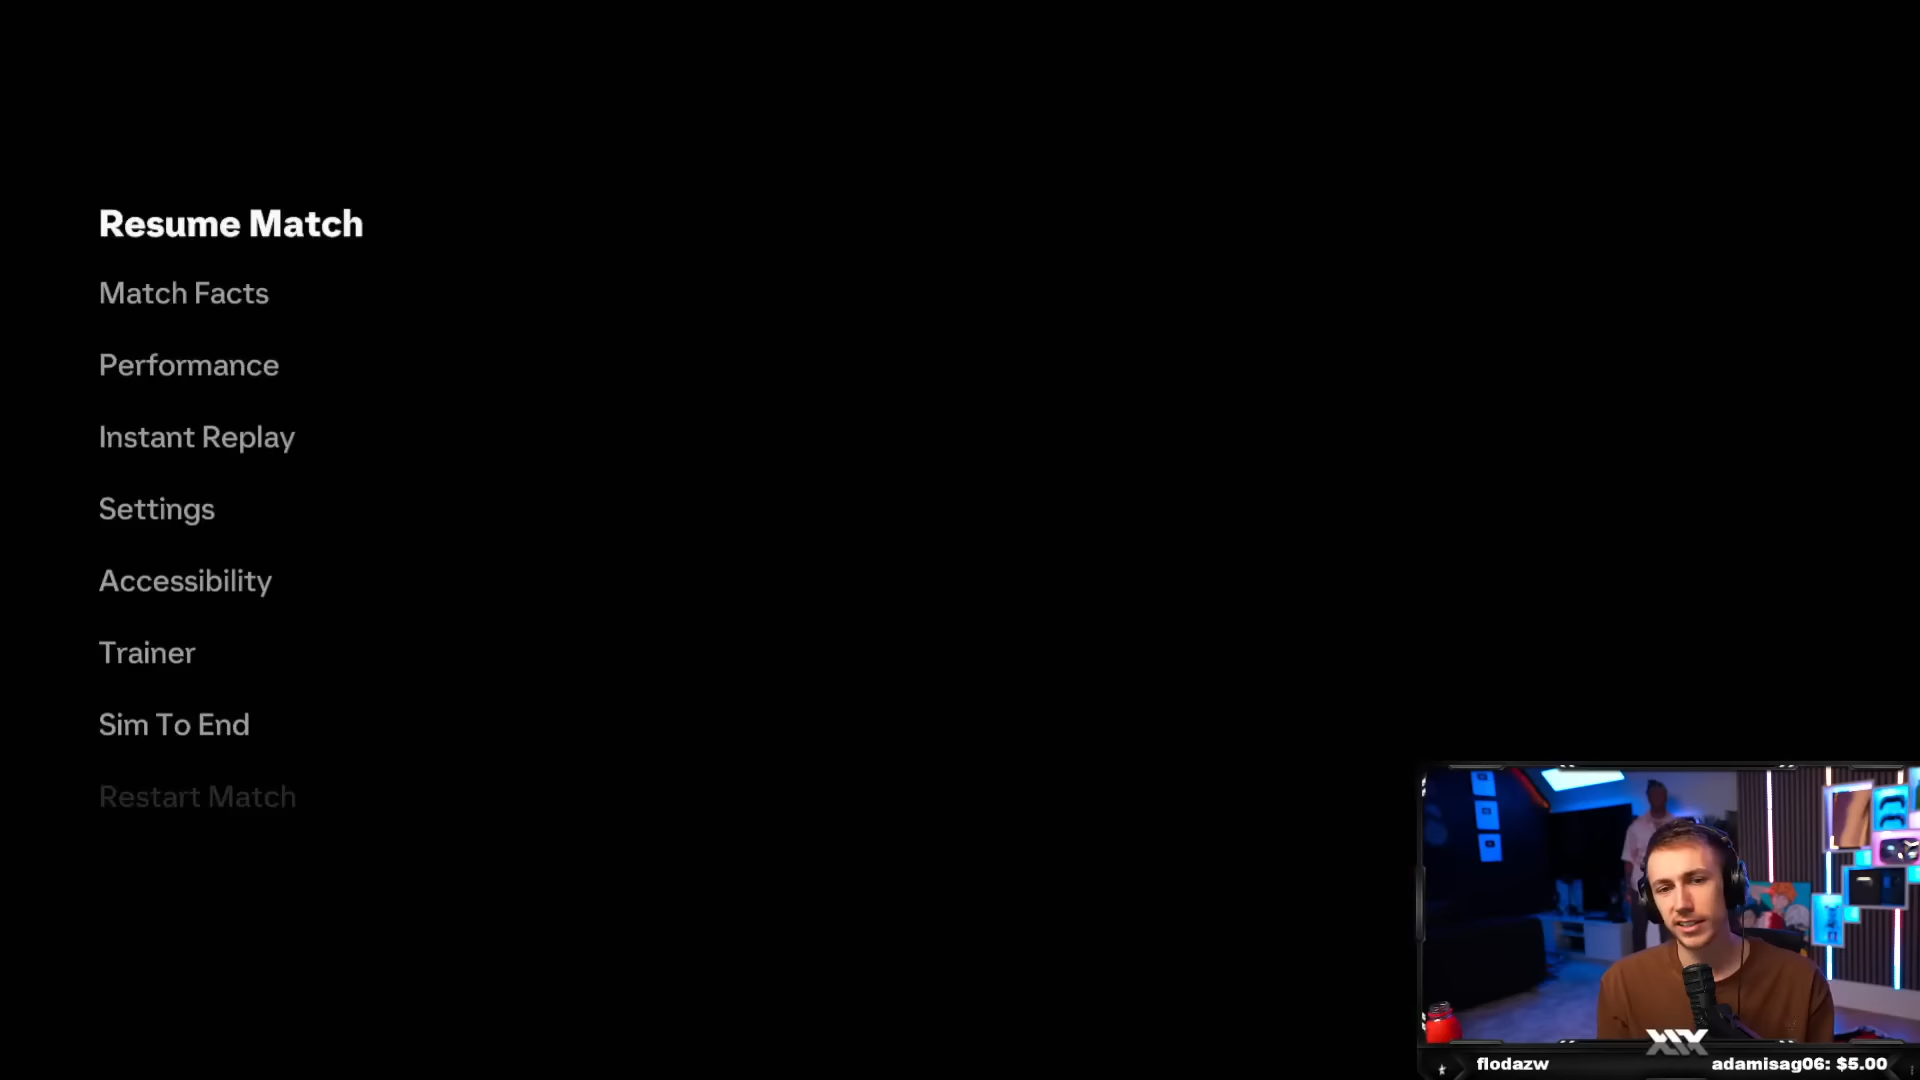 Resume Match
Match Facts
Performance
Instant Replay
Settings
Accessibility
Trainer
Sim To End
Restart Match
XIX
flodazw
adamisag06: $5.00